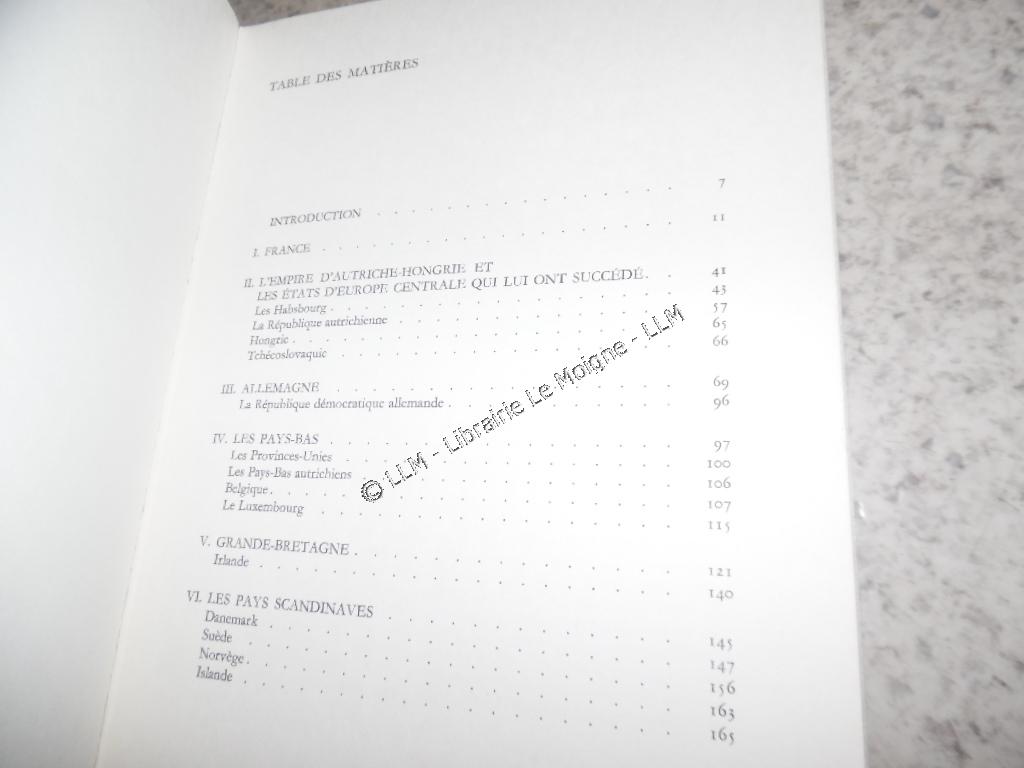 TABLE DES MATIÈRES
INTRODUCTION . . . . . . . . . . . 7
I. FRANCE . . . . . . . . . . . . . 11
II. L'EMPIRE D'AUTRICHE-HONGRIE ET
LES ÉTATS D'EUROPE CENTRALE QUI LUI ONT SUCCÉDÉ . . 41
Les Habsbourg . . . . . . . . . . . . 43
La République autrichienne . . . . . . . . . . 57
Hongrie . . . . . . . . . . . . . 65
Tchécoslovaquie . . . . . . . . . . . . 66
III. ALLEMAGNE . . . . . . . . . . . . 69
La République démocratique allemande . . . . . . . . 96
IV. LES PAYS-BAS . . . . . . . . . . . . 97
Les Provinces-Unies . . . . . . . . . . . 100
Les Pays-Bas autrichiens . . . . . . . . . . 106
Belgique . . . . . . . . . . . . . 107
Le Luxembourg . . . . . . . . . . . . 115
V. GRANDE-BRETAGNE . . . . . . . . . . . 121
Irlande . . . . . . . . . . . . . 140
VI. LES PAYS SCANDINAVES . . . . . . . . . . 145
Danemark . . . . . . . . . . . . . 147
Suède . . . . . . . . . . . . . 156
Norvège . . . . . . . . . . . . . 163
Islande . . . . . . . . . . . . . 165
© LLM - Librairie Le Moigne - LLM